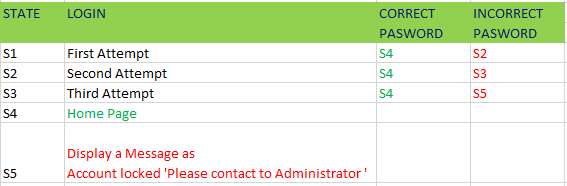 STATE LOGIN CORRECT PASWORD INCORRECT PASWORD
S1 First Attempt S4 S2
S2 Second Attempt S4 S3
S3 Third Attempt S4 S5
S4 Home Page
Display a Message as
S5 Account locked 'Please contact to Administrator '